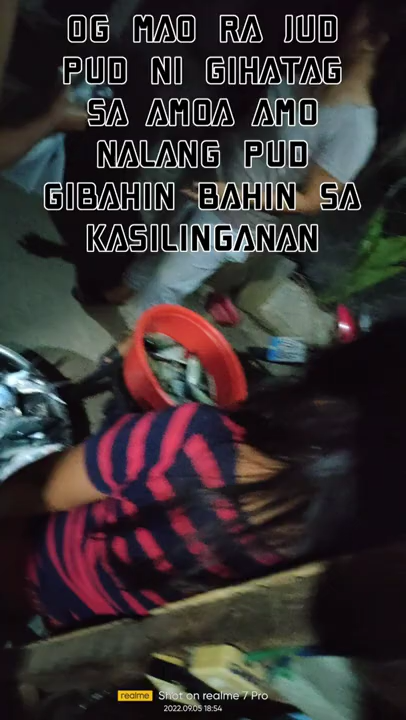 OG MAO RA JUD
PUD NI GIHATAG
SA AMOA AMO
NALANG PUD
GIBAHIN BAHIN SA
KASILINGANAN
realme Shot on realme 7 Pro
2022.09.05 18:54